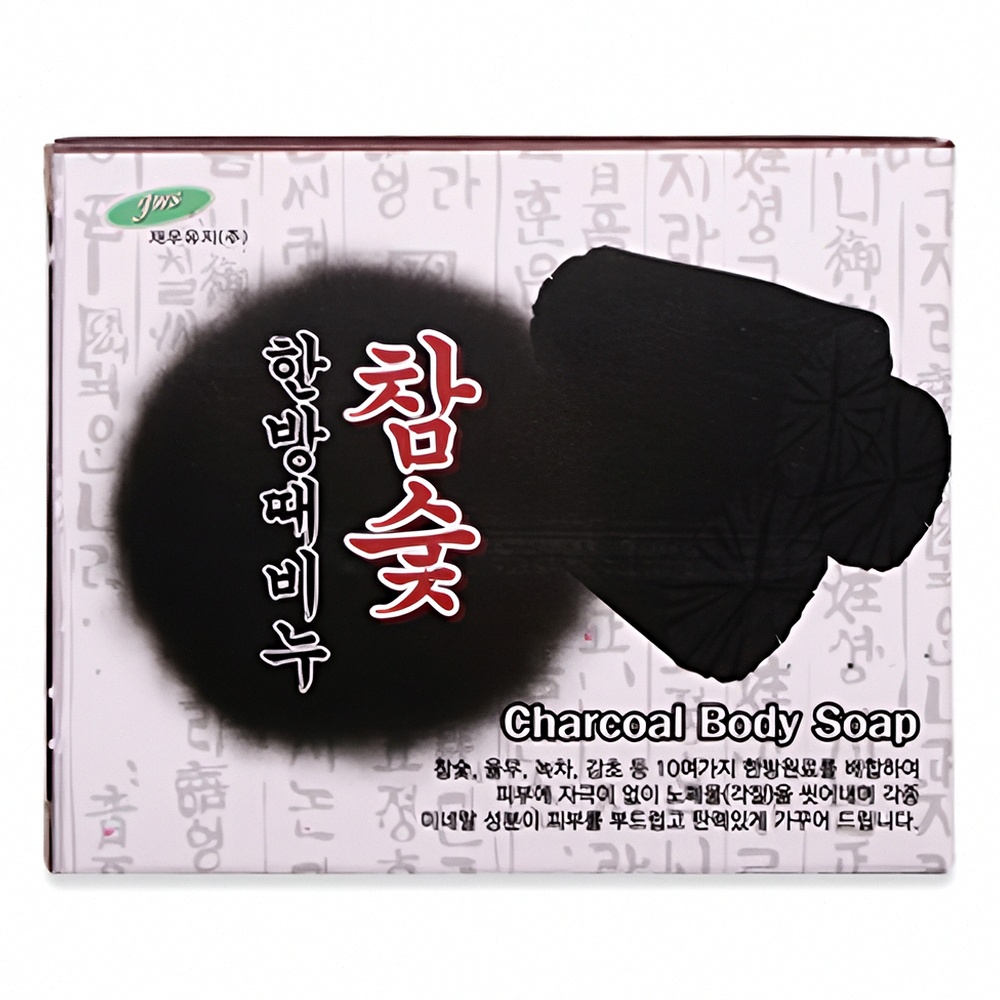 jws
재우유지(주)
참숯
한방때비누
Charcoal Body Soap
참숯, 율무, 녹차, 감초 등 10여가지 한방원료를 배합하여
피부에 자극이 없이 노폐물(각질)을 씻어내며 각종
미네랄 성분이 피부를 부드럽고 탄력있게 가꾸어 드립니다.